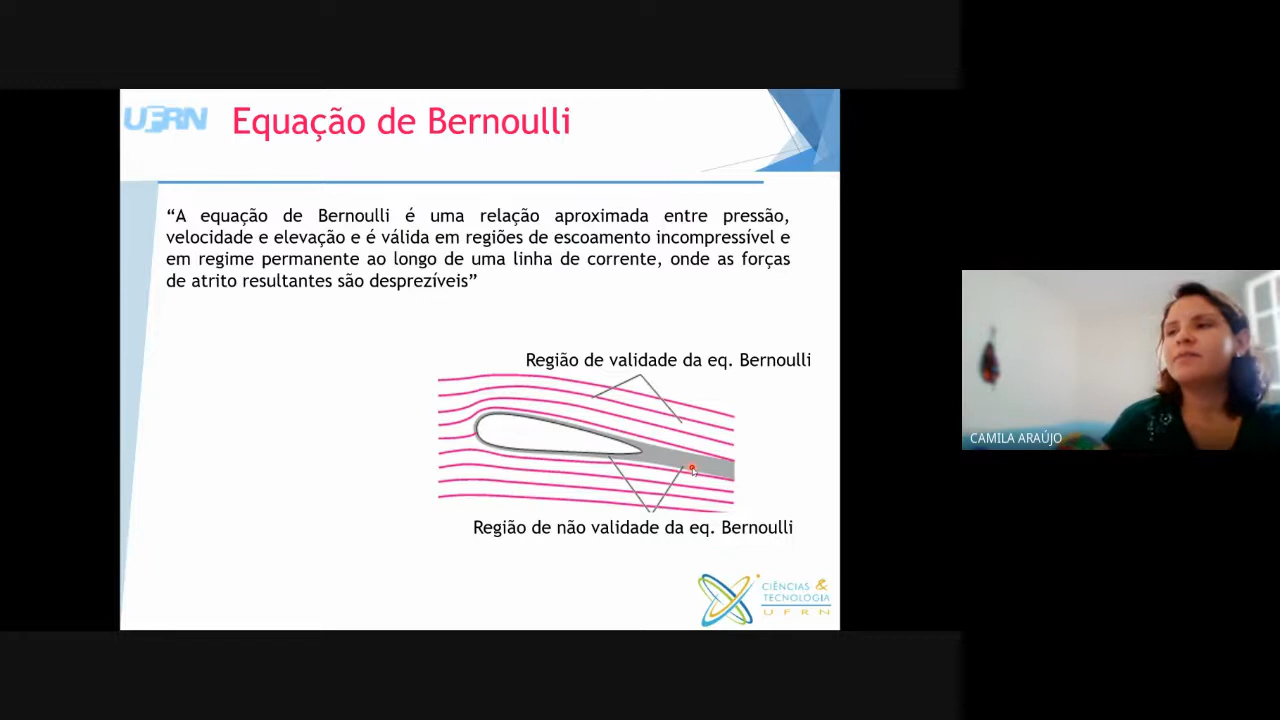 UFRN
Equação de Bernoulli
“A equação de Bernoulli é uma relação aproximada entre pressão,
velocidade e elevação e é válida em regiões de escoamento incompressível e
em regime permanente ao longo de uma linha de corrente, onde as forças
de atrito resultantes são desprezíveis”
Região de validade da eq. Bernoulli
Região de não validade da eq. Bernoulli
CIÊNCIAS &
TECNOLOGIA
UFRN
CAMILA ARAÚJO